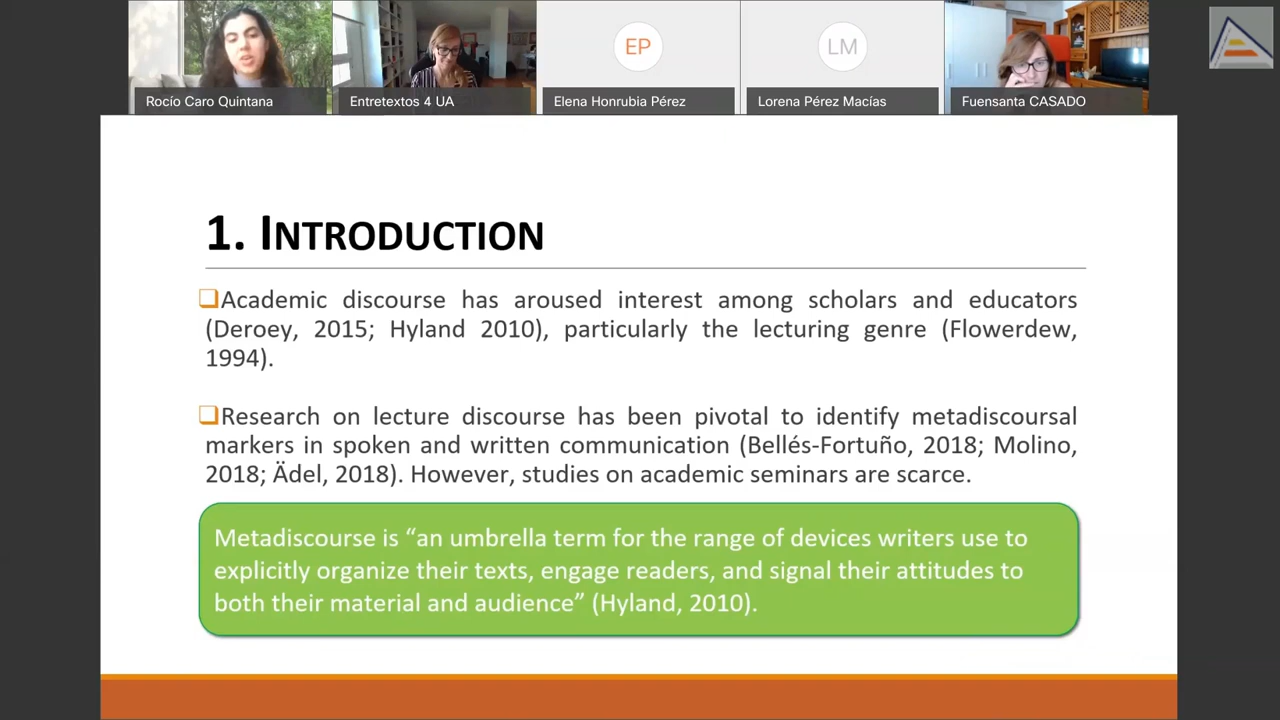 Rocío Caro Quintana
Entretextos 4 UA
EP
Elena Honrubia Pérez
LM
Lorena Pérez Macías
Fuensanta CASADO
1. INTRODUCTION
❑Academic discourse has aroused interest among scholars and educators
(Deroey, 2015; Hyland 2010), particularly the lecturing genre (Flowerdew,
1994).
❑Research on lecture discourse has been pivotal to identify metadiscoursal
markers in spoken and written communication (Bellés-Fortuño, 2018; Molino,
2018; Ädel, 2018). However, studies on academic seminars are scarce.
Metadiscourse is “an umbrella term for the range of devices writers use to
explicitly organize their texts, engage readers, and signal their attitudes to
both their material and audience” (Hyland, 2010).